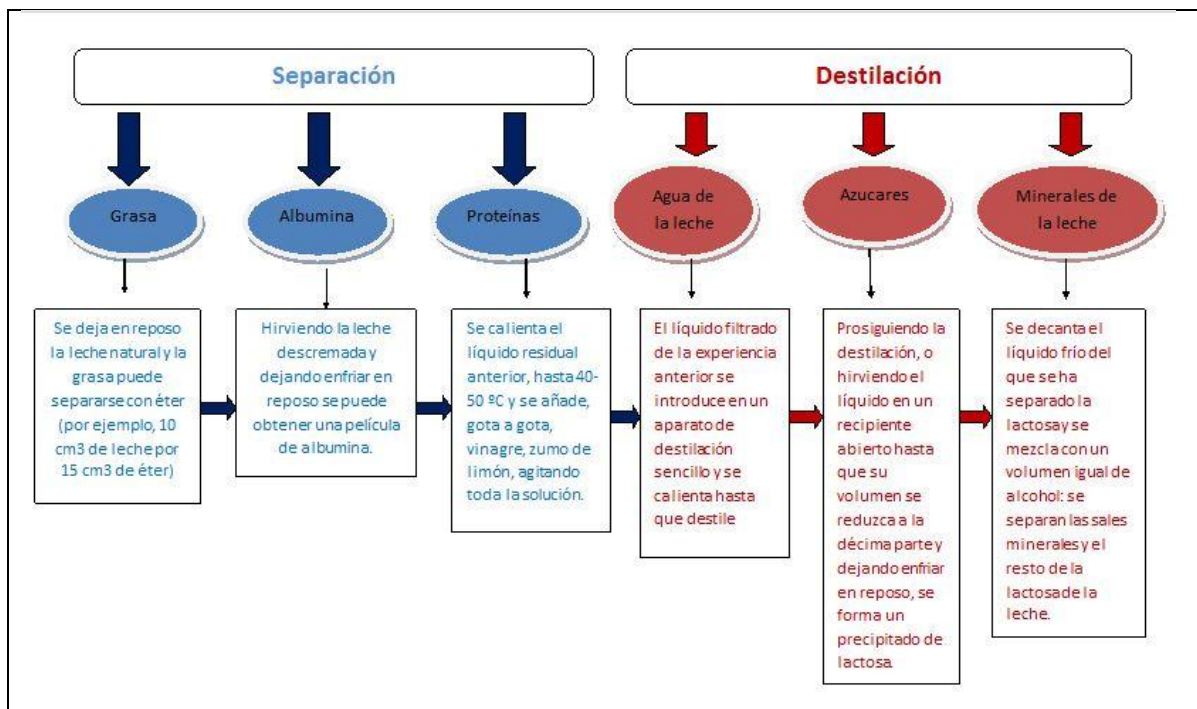 Separación
Destilación
Grasa
Albumina
Proteínas
Agua de
la leche
Azucares
Minerales de
la leche
Se deja en reposo
la leche natural y la
grasa puede
separarse con éter
(por ejemplo, 10
cm3 de leche por
15 cm3 de éter)
Hirviendo la leche
descremada y
dejando enfriar en
reposo se puede
obtener una película
de albumina.
Se calienta el
líquido residual
anterior, hasta 40-
50 ºC y se añade,
gota a gota,
vinagre, zumo de
limón, agitando
toda la solución.
El líquido filtrado
de la experiencia
anterior se
introduce en un
aparato de
destilación
sencillo y se
calienta hasta
que destile
Prosiguiendo la
destilación, o
hirviendo el
líquido en un
recipiente
abierto hasta
que su
volumen se
reduzca a la
décima parte y
dejando enfriar
en reposo, se
forma un
precipitado de
lactosa.
Se decanta el
líquido frío del
que se ha
separado la
lactosa y se
mezcla con un
volumen igual de
alcohol: se
separan las sales
minerales y el
resto de la
lactosa de la
leche.